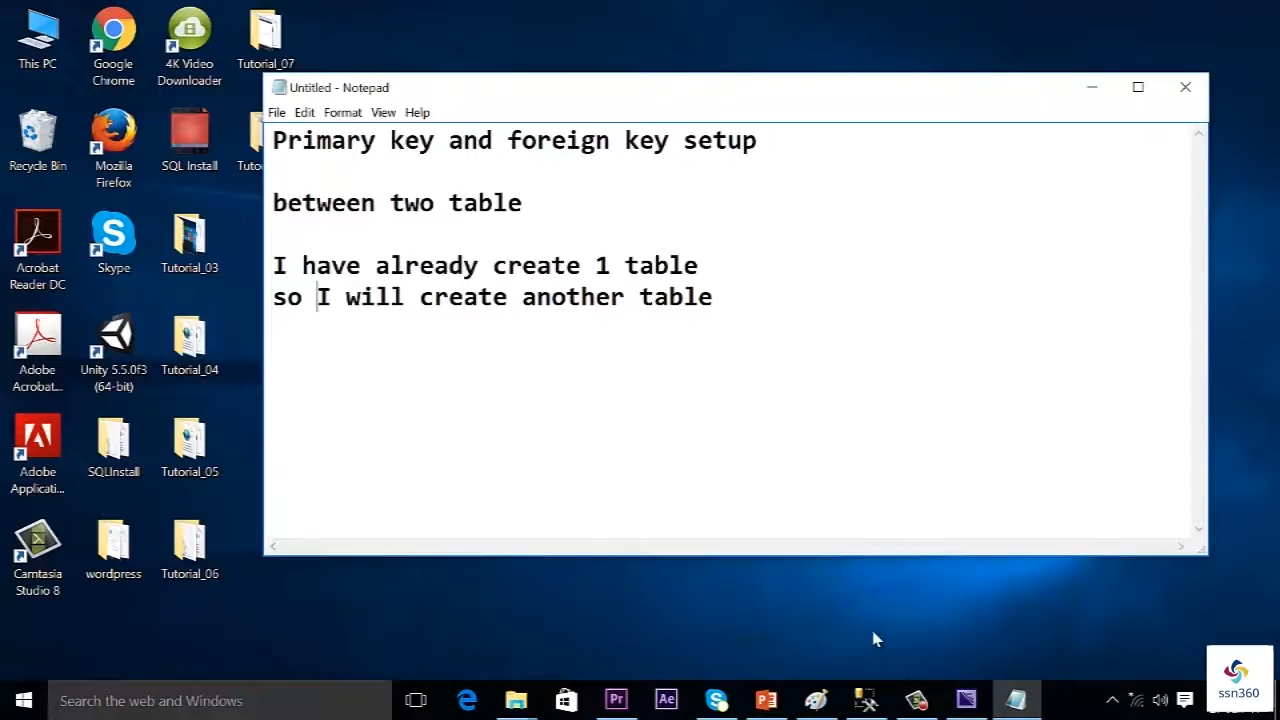 This PC
Google
Chrome
4K Video
Downloader
Tutorial_07
Untitled - Notepad
File Edit Format View Help
Primary key and foreign key setup
between two table
I have already create 1 table
so I will create another table
Recycle Bin
Mozilla
Firefox
SQL Install
Acrobat
Reader DC
Skype
Tutorial_03
Adobe
Acrobat...
Unity 5.5.0f3
(64-bit)
Tutorial_04
Adobe
Applicati...
SQLInstall
Tutorial_05
Camtasia
Studio 8
wordpress
Tutorial_06
Search the web and Windows
Pr
Ae
ssn360